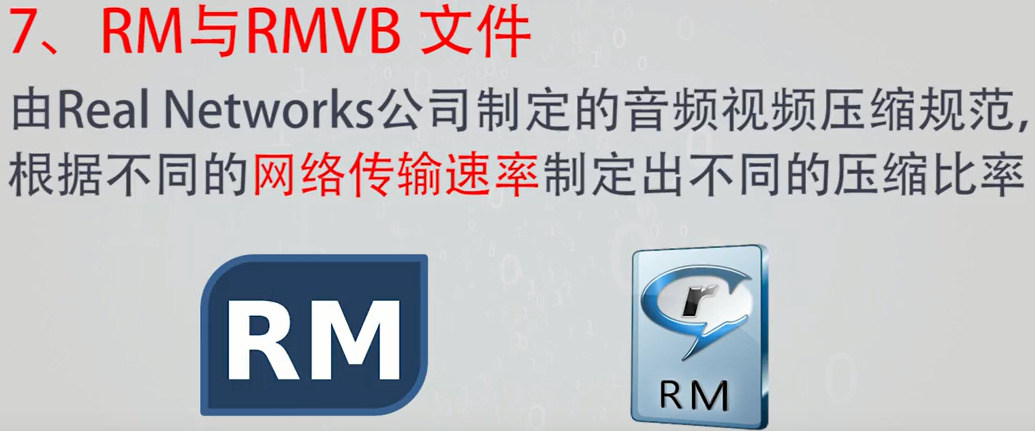 7、RM与RMVB 文件
由Real Networks公司制定的音频视频压缩规范,
根据不同的网络传输速率制定出不同的压缩比率
RM
r
RM